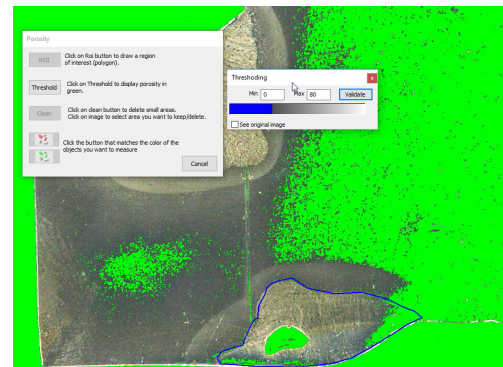 Porosity
ROI
Click on Roi button to draw a region
of interest (polygon).
Threshold
Click on Threshold to display porosity in
green.
Clean
Click on clean button to delete small areas.
Click on image to select area you want to keep/delete.
Click the button that matches the color of the
objects you want to measure
Cancel
Threshoding
x
Min 0 Max 80 Validate
See original image